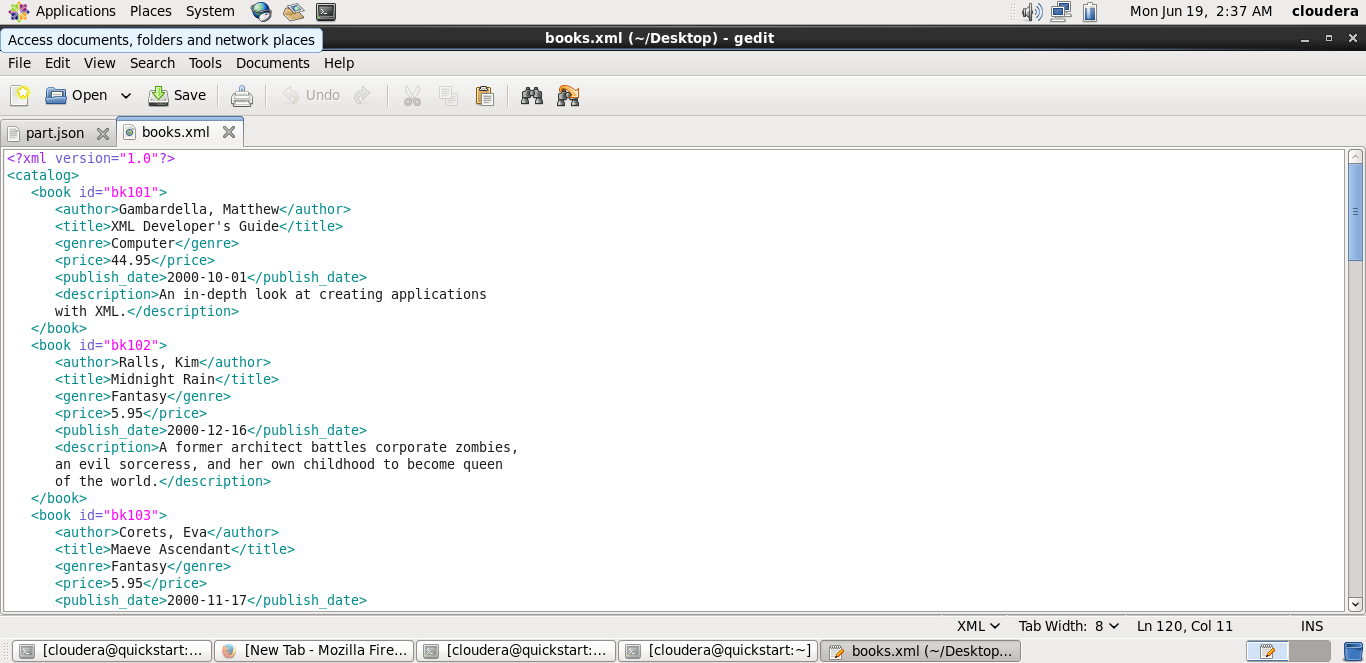 Applications Places System Mon Jun 19, 2:37 AM cloudera
Access documents, folders and network places
books.xml (~/Desktop) - gedit
File Edit View Search Tools Documents Help
Open Save Undo
part.json books.xml
<?xml version="1.0"?>
<catalog>
   <book id="bk101">
      <author>Gambardella, Matthew</author>
      <title>XML Developer's Guide</title>
      <genre>Computer</genre>
      <price>44.95</price>
      <publish_date>2000-10-01</publish_date>
      <description>An in-depth look at creating applications
      with XML.</description>
   </book>
   <book id="bk102">
      <author>Ralls, Kim</author>
      <title>Midnight Rain</title>
      <genre>Fantasy</genre>
      <price>5.95</price>
      <publish_date>2000-12-16</publish_date>
      <description>A former architect battles corporate zombies,
      an evil sorceress, and her own childhood to become queen
      of the world.</description>
   </book>
   <book id="bk103">
      <author>Corets, Eva</author>
      <title>Maeve Ascendant</title>
      <genre>Fantasy</genre>
      <price>5.95</price>
      <publish_date>2000-11-17</publish_date>
XML Tab Width: 8 Ln 120, Col 11 INS
[cloudera@quickstart:... [New Tab - Mozilla Fire... [cloudera@quickstart:... [cloudera@quickstart:~] books.xml (~/Desktop...